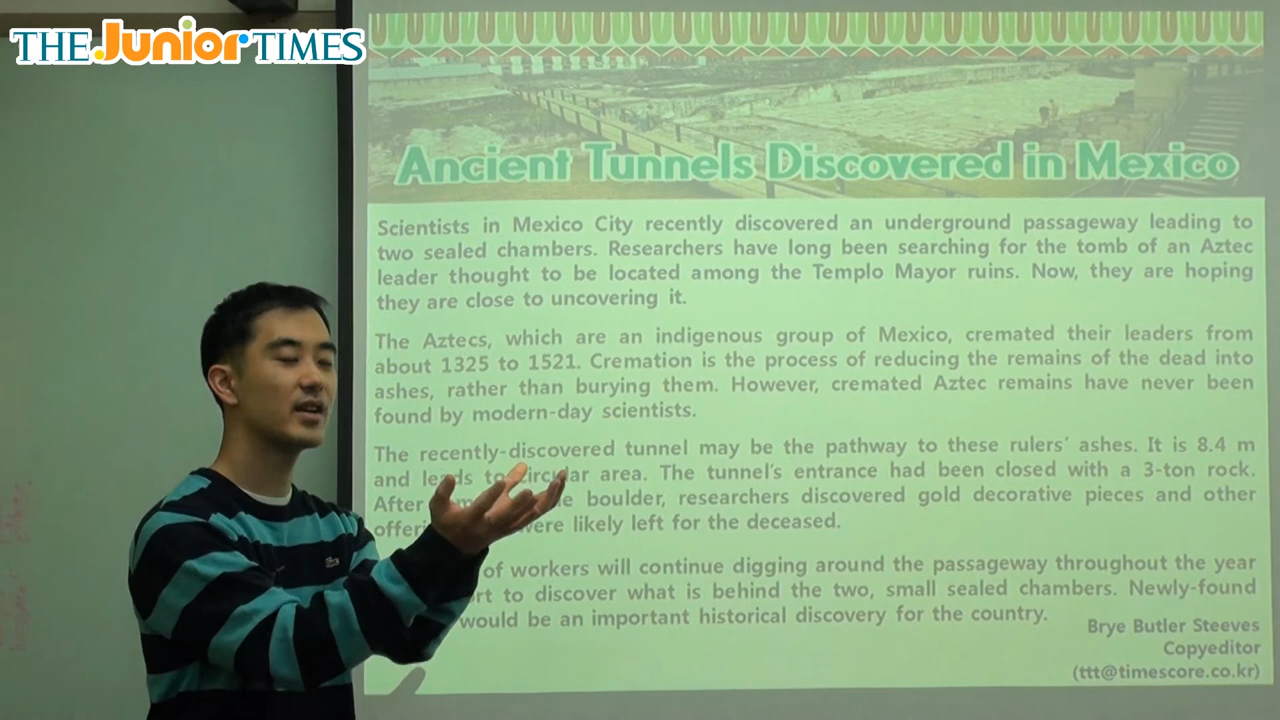 THE Junior TIMES
Ancient Tunnels Discovered in Mexico
Scientists in Mexico City recently discovered an underground passageway leading to
two sealed chambers. Researchers have long been searching for the tomb of an Aztec
leader thought to be located among the Templo Mayor ruins. Now, they are hoping
they are close to uncovering it.
The Aztecs, which are an indigenous group of Mexico, cremated their leaders from
about 1325 to 1521. Cremation is the process of reducing the remains of the dead into
ashes, rather than burying them. However, cremated Aztec remains have never been
found by modern-day scientists.
The recently-discovered tunnel may be the pathway to these rulers' ashes. It is 8.4 m
and leads to circular area. The tunnel's entrance had been closed with a 3-ton rock.
After boulder, researchers discovered gold decorative pieces and other
were likely left for the deceased.
of workers will continue digging around the passageway throughout the year
to discover what is behind the two, small sealed chambers. Newly-found
would be an important historical discovery for the country.
Brye Butler Steeves
Copyeditor
(ttt@timescore.co.kr)